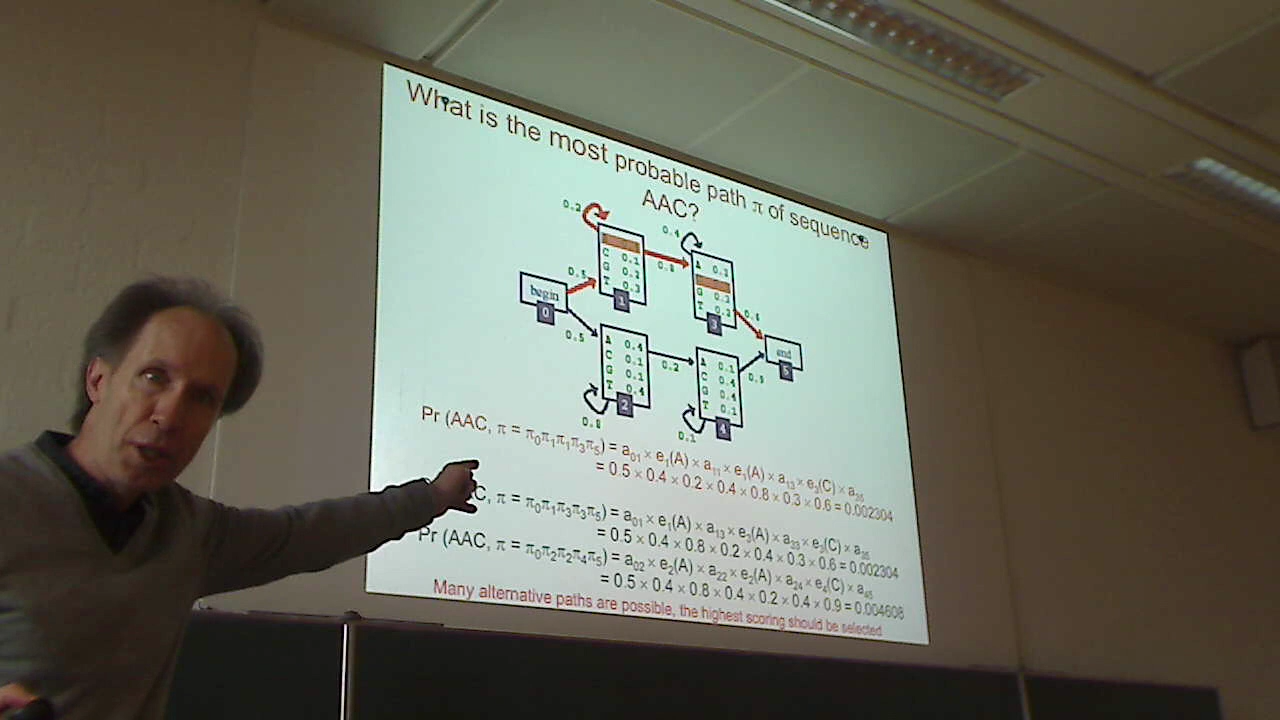 What is the most probable path π of sequence
AAC?
0.2
0.4
C 0.1
G 0.2
T 0.3
1
0.8
A 0.2
G 0.3
T 0.2
3
0.5
begin
0
0.6
end
5
0.5
A 0.4
C 0.1
G 0.1
T 0.4
2
0.8
0.2
A 0.1
C 0.4
G 0.4
T 0.1
4
0.1
0.9
Pr (AAC, π = π0π1π1π3π5) = a01 × e1(A) × a11 × e1(A) × a13 × e3(C) × a35
= 0.5 × 0.4 × 0.2 × 0.4 × 0.8 × 0.3 × 0.6 = 0.002304
C, π = π0π1π3π3π5) = a01 × e1(A) × a13 × e3(A) × a33 × e3(C) × a35
= 0.5 × 0.4 × 0.8 × 0.2 × 0.4 × 0.3 × 0.6 = 0.002304
Pr (AAC, π = π0π2π2π4π5) = a02 × e2(A) × a22 × e2(A) × a24 × e4(C) × a45
= 0.5 × 0.4 × 0.8 × 0.4 × 0.2 × 0.4 × 0.9 = 0.004608
Many alternative paths are possible, the highest scoring should be selected